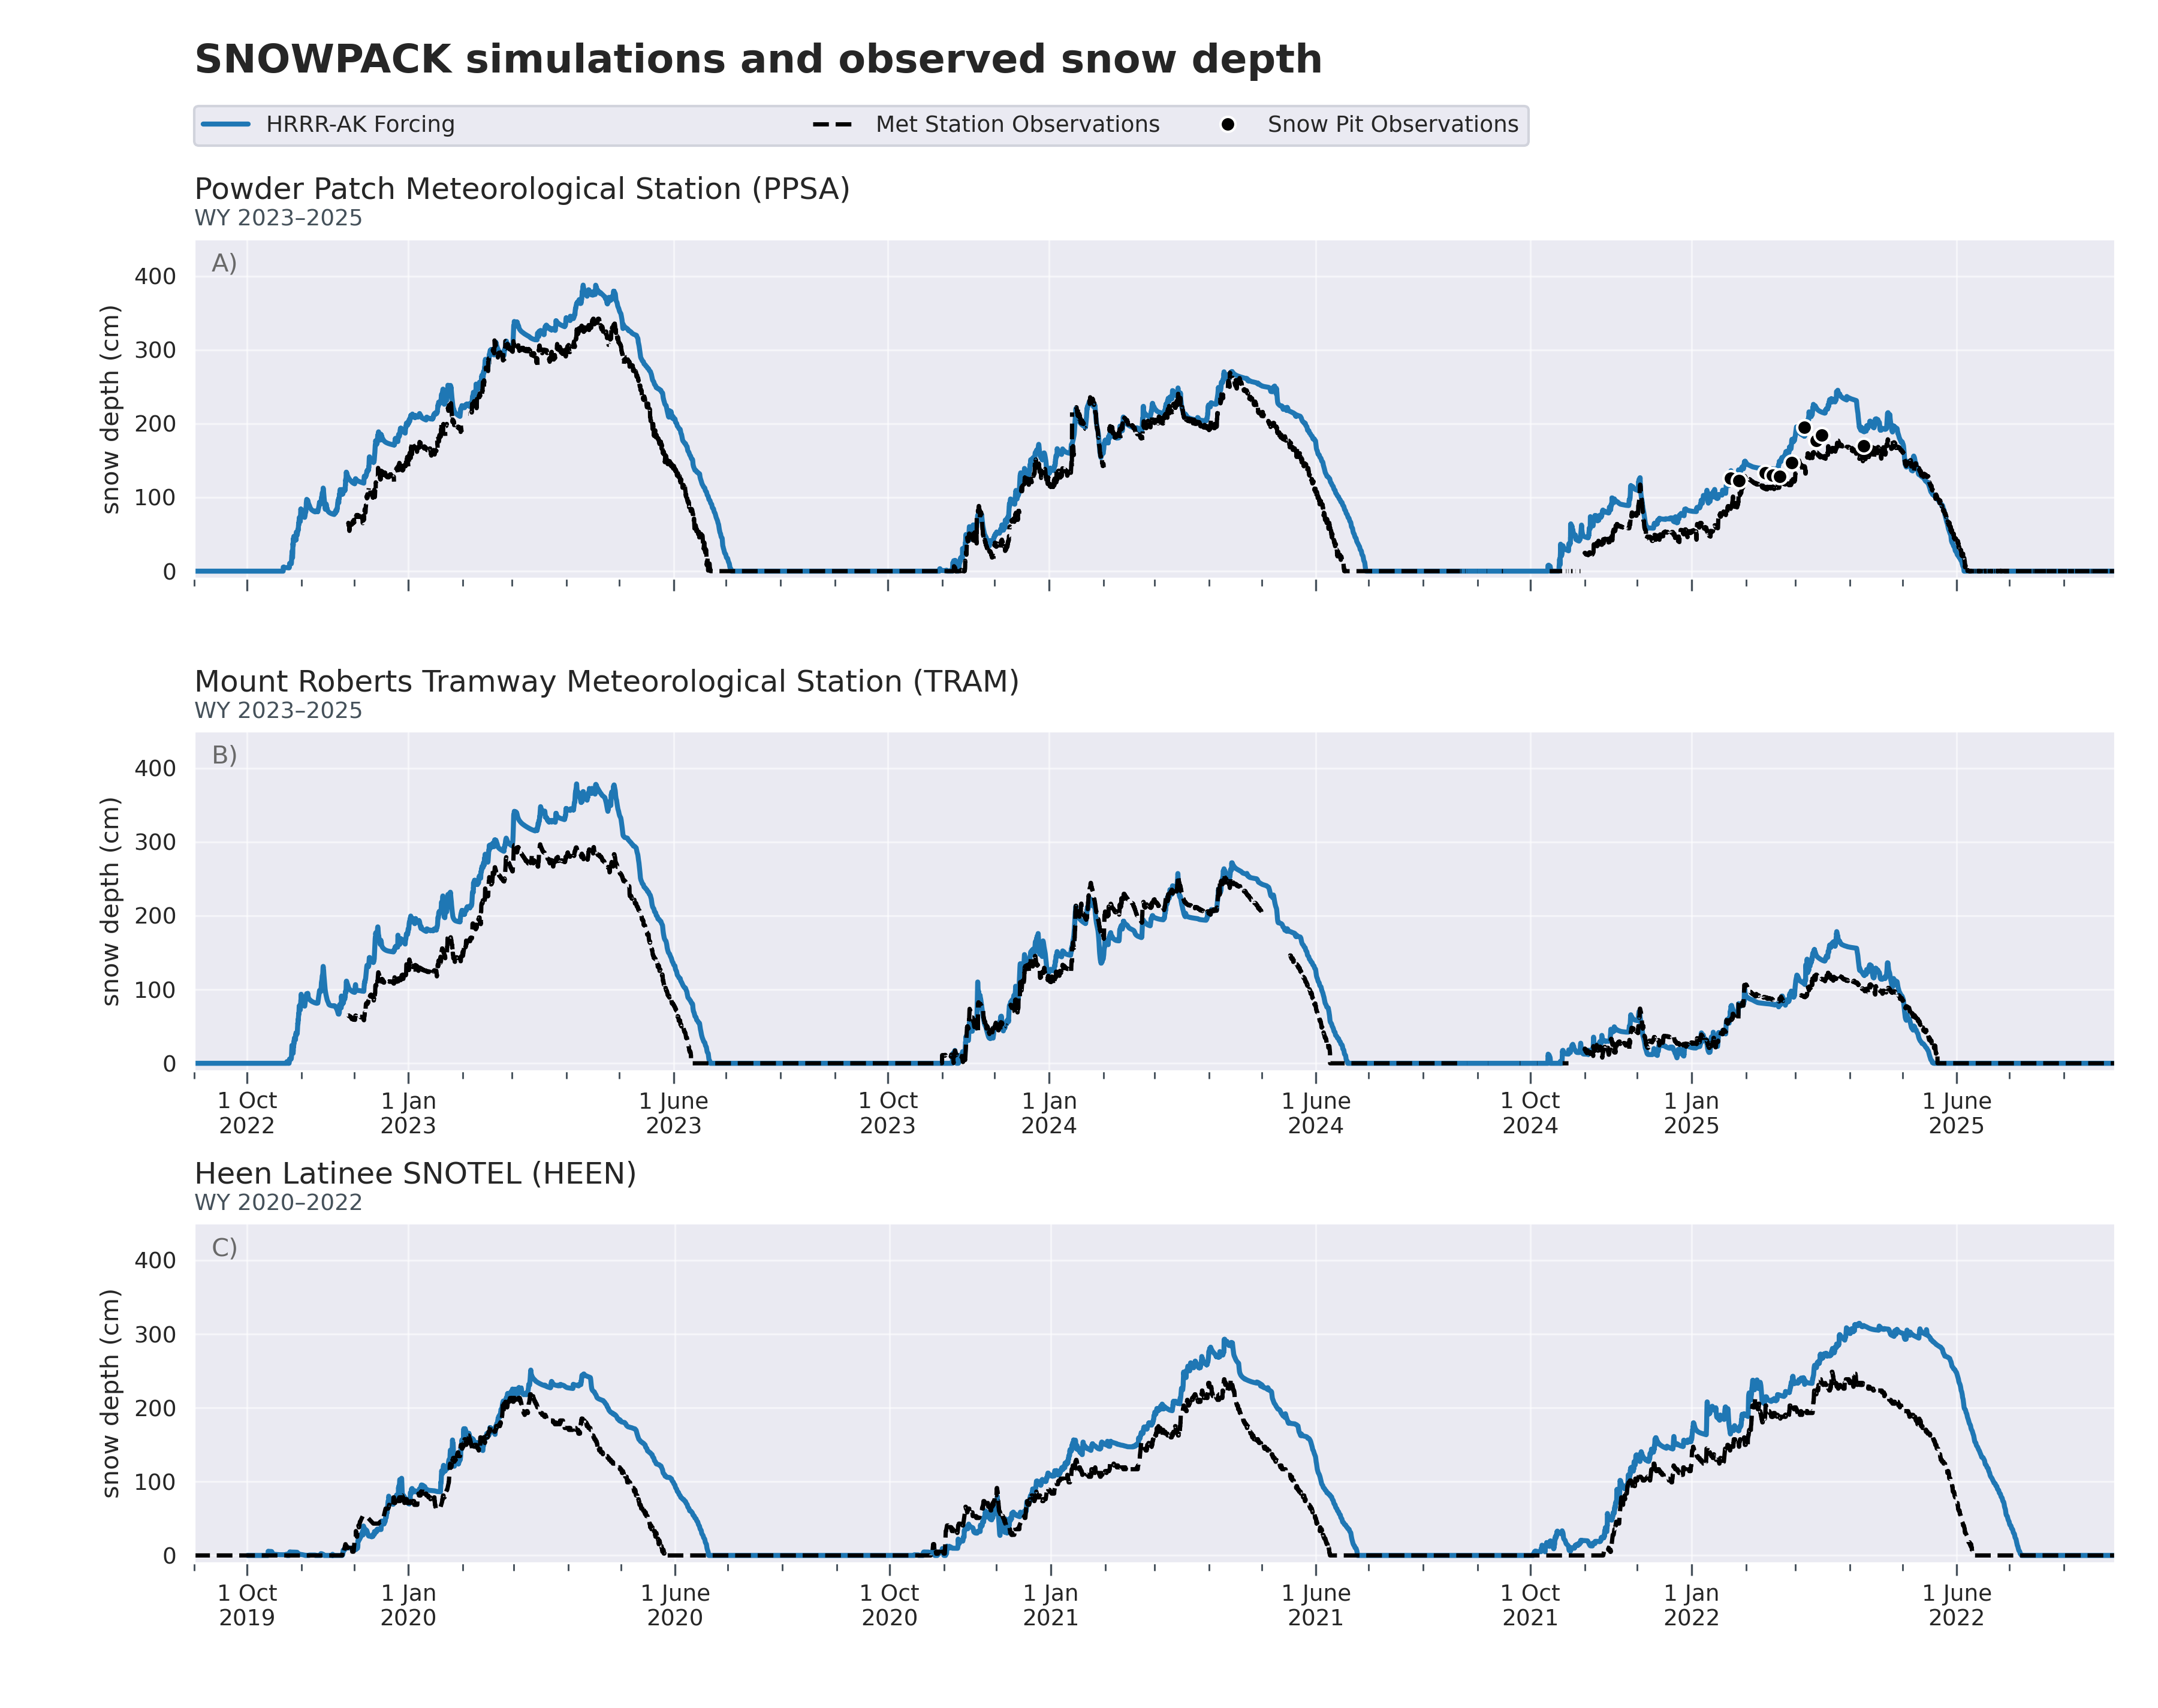 SNOWPACK simulations and observed snow depth
HRRR-AK Forcing Met Station Observations Snow Pit Observations
Powder Patch Meteorological Station (PPSA)
WY 2023–2025
A)
400
300
200
100
0
snow depth (cm)
Mount Roberts Tramway Meteorological Station (TRAM)
WY 2023–2025
B)
400
300
200
100
0
snow depth (cm)
1 Oct 1 Jan 1 June 1 Oct 1 Jan 1 June 1 Oct 1 Jan 1 June
2022 2023 2023 2023 2024 2024 2024 2025 2025
Heen Latinee SNOTEL (HEEN)
WY 2020–2022
C)
400
300
200
100
0
snow depth (cm)
1 Oct 1 Jan 1 June 1 Oct 1 Jan 1 June 1 Oct 1 Jan 1 June
2019 2020 2020 2020 2021 2021 2021 2022 2022